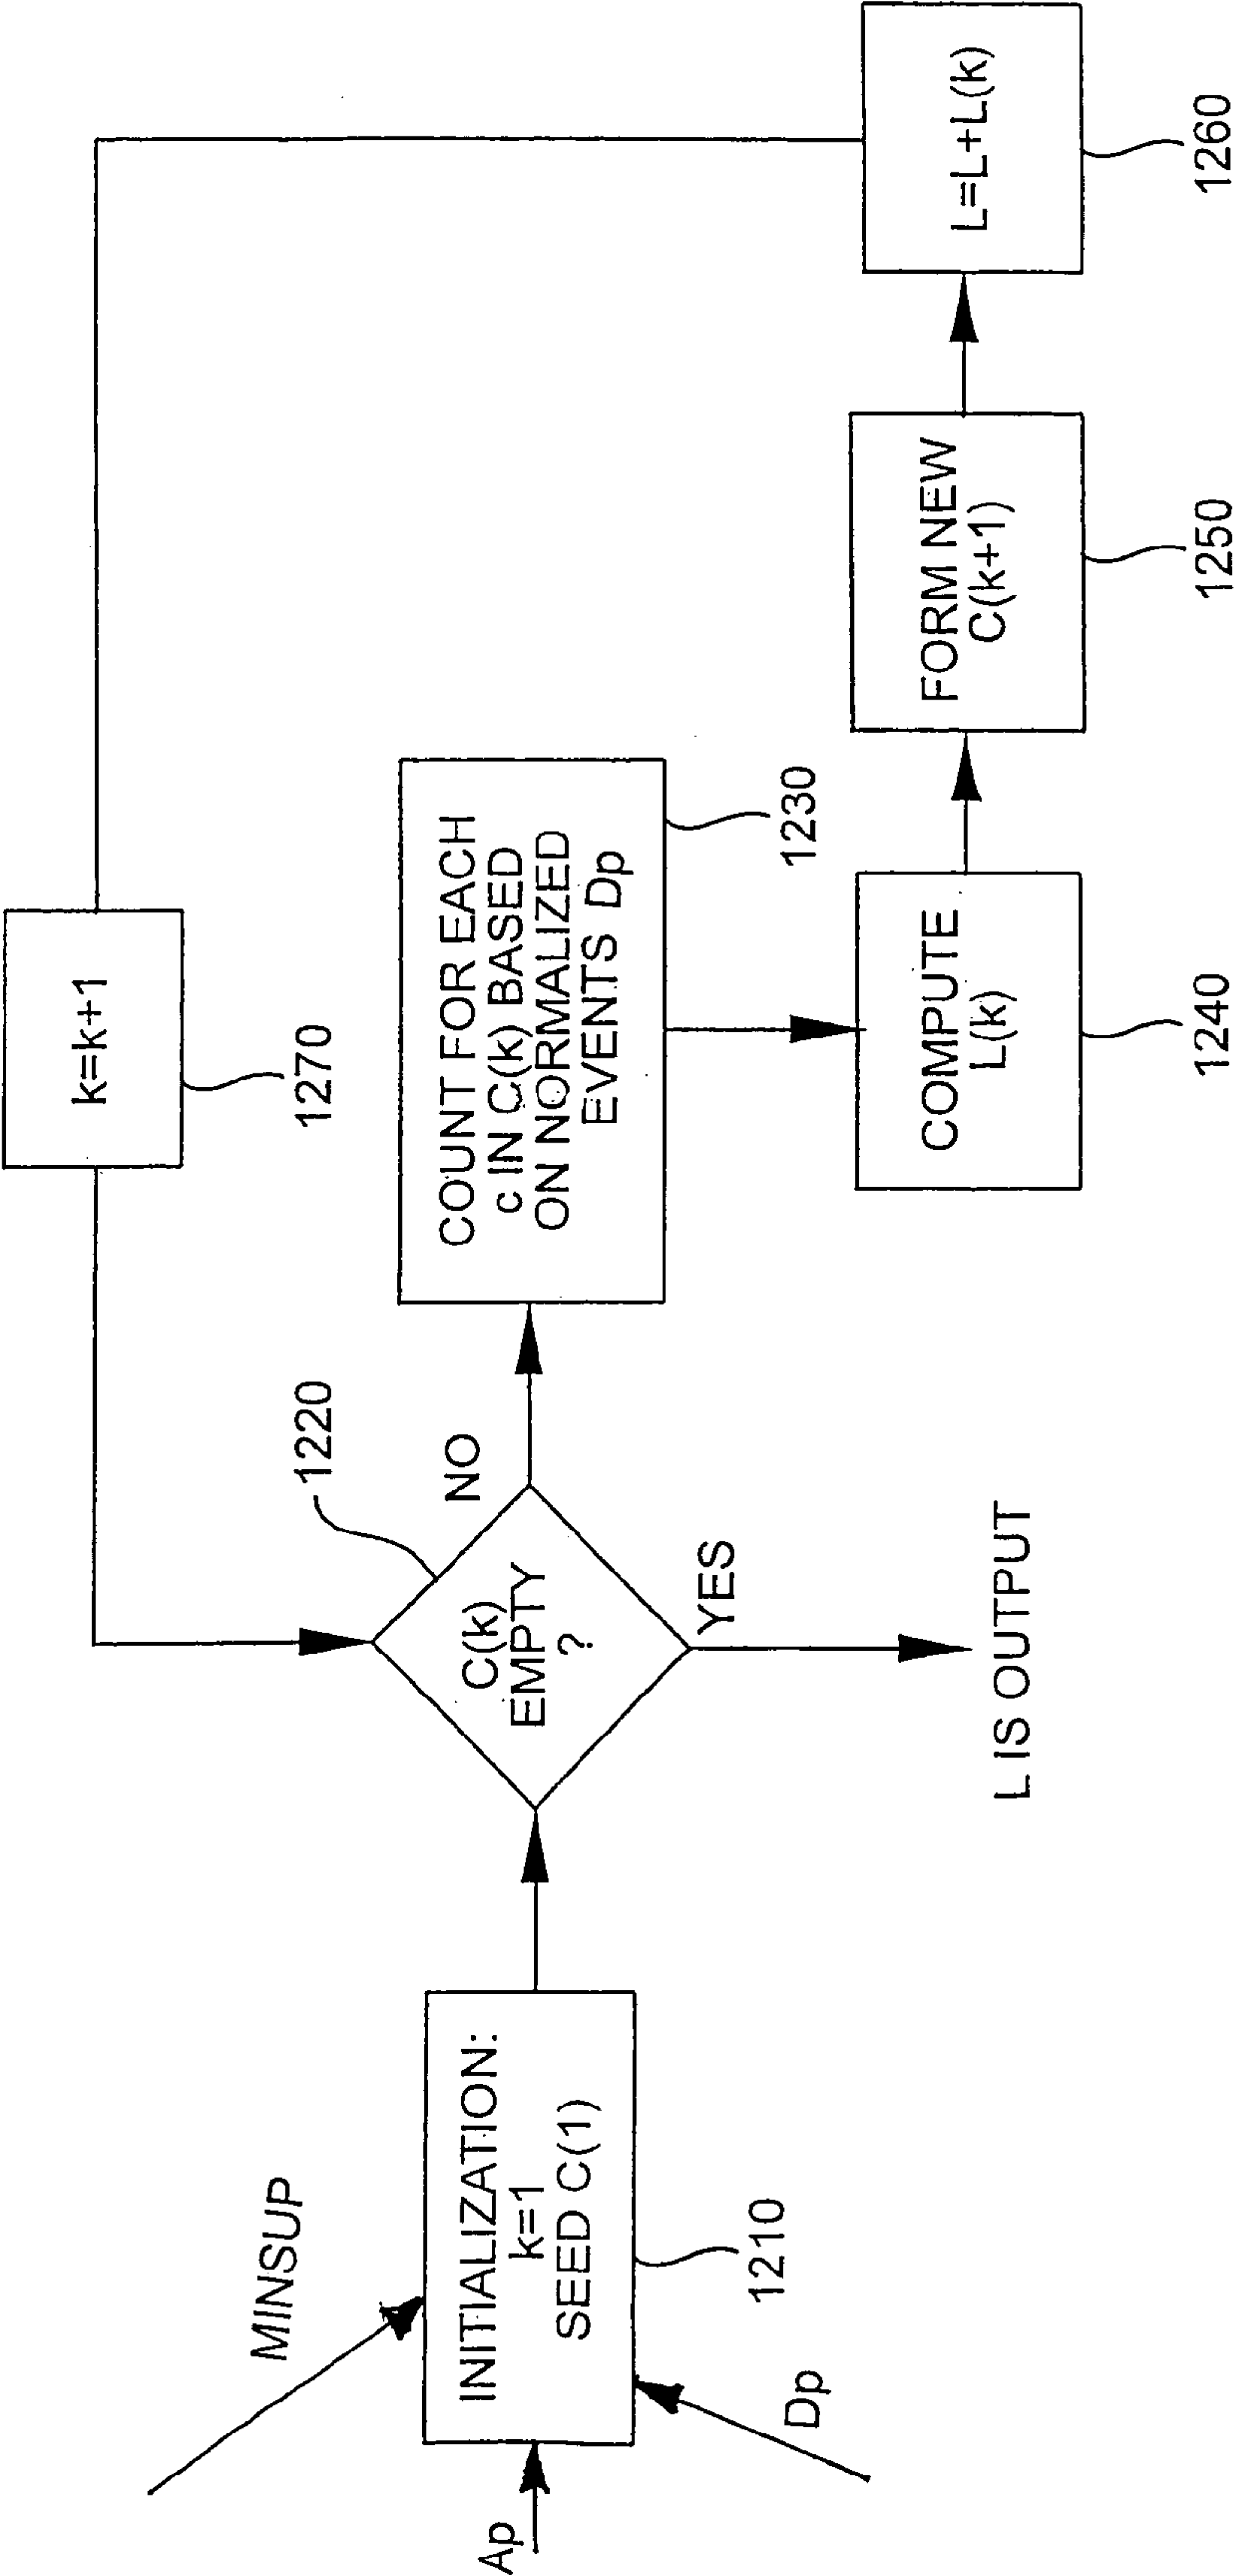 k=k+1
1270
MINSUP
Ap
INITIALIZATION:
k=1
SEED C(1)
1210
Dp
C(k)
EMPTY
?
1220
NO
YES
L IS OUTPUT
COUNT FOR EACH
c IN C(k) BASED
ON NORMALIZED
EVENTS Dp
1230
COMPUTE
L(k)
1240
FORM NEW
C(k+1)
1250
L=L+L(k)
1260